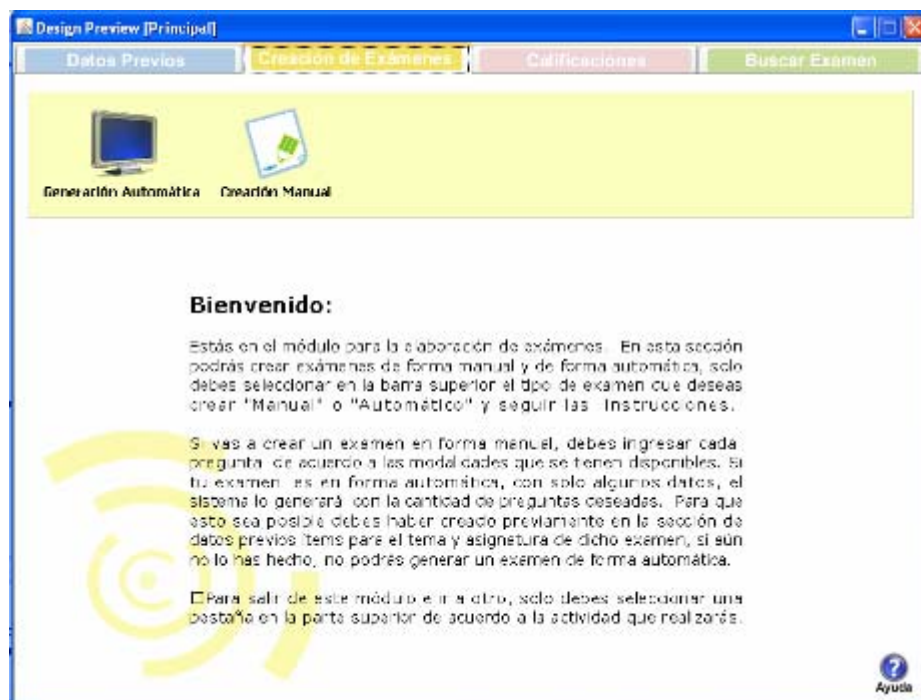 Design Preview [Principal]
Datos Previos Creación de Exámenes Calificaciones Buscar Examen
Generación Automática Creación Manual
Bienvenido:
Estás en el módulo para la elaboración de exámenes. En esta sección
podrás crear exámenes de forma manual y de forma automática, solo
debes seleccionar en la barra superior el tipo de examen que deseas
crear "Manual" o "Automático" y seguir las instrucciones.
Si vas a crear un examen en forma manual, debes ingresar cada
pregunta de acuerdo a las modalidades que se tienen disponibles. Si
tu examen es en forma automática, con solo algunos datos, el
sistema lo generará con la cantidad de preguntas deseadas. Para que
esto sea posible debes haber creado previamente en la sección de
datos previos ítems para el tema y asignatura de dicho examen, si aún
no lo has hecho, no podrás generar un examen de forma automática.
Para salir de este módulo e ir a otro, solo debes seleccionar una
pestaña en la parte superior de acuerdo a la actividad que realizarás.
Ayuda